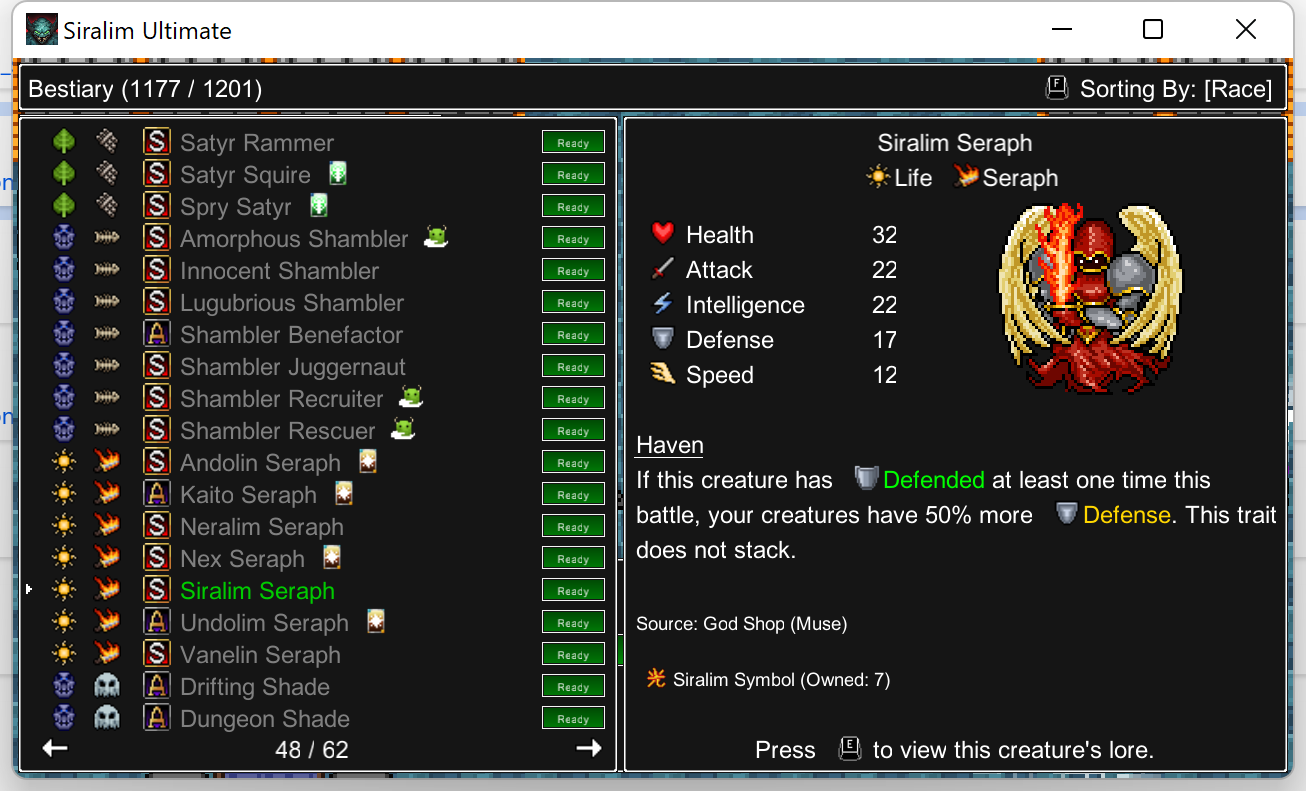 Siralim Ultimate
Bestiary (1177 / 1201)
F Sorting By: [Race]
S Satyr Rammer Ready
S Satyr Squire Ready
S Spry Satyr Ready
S Amorphous Shambler Ready
S Innocent Shambler Ready
S Lugubrious Shambler Ready
A Shambler Benefactor Ready
S Shambler Juggernaut Ready
S Shambler Recruiter Ready
S Shambler Rescuer Ready
S Andolin Seraph Ready
A Kaito Seraph Ready
S Neralim Seraph Ready
S Nex Seraph Ready
S Siralim Seraph Ready
A Undolim Seraph Ready
S Vanelin Seraph Ready
A Drifting Shade Ready
A Dungeon Shade Ready
48 / 62
Siralim Seraph
Life Seraph
Health 32
Attack 22
Intelligence 22
Defense 17
Speed 12
Haven
If this creature has Defended at least one time this
battle, your creatures have 50% more Defense. This trait
does not stack.
Source: God Shop (Muse)
Siralim Symbol (Owned: 7)
Press E to view this creature's lore.